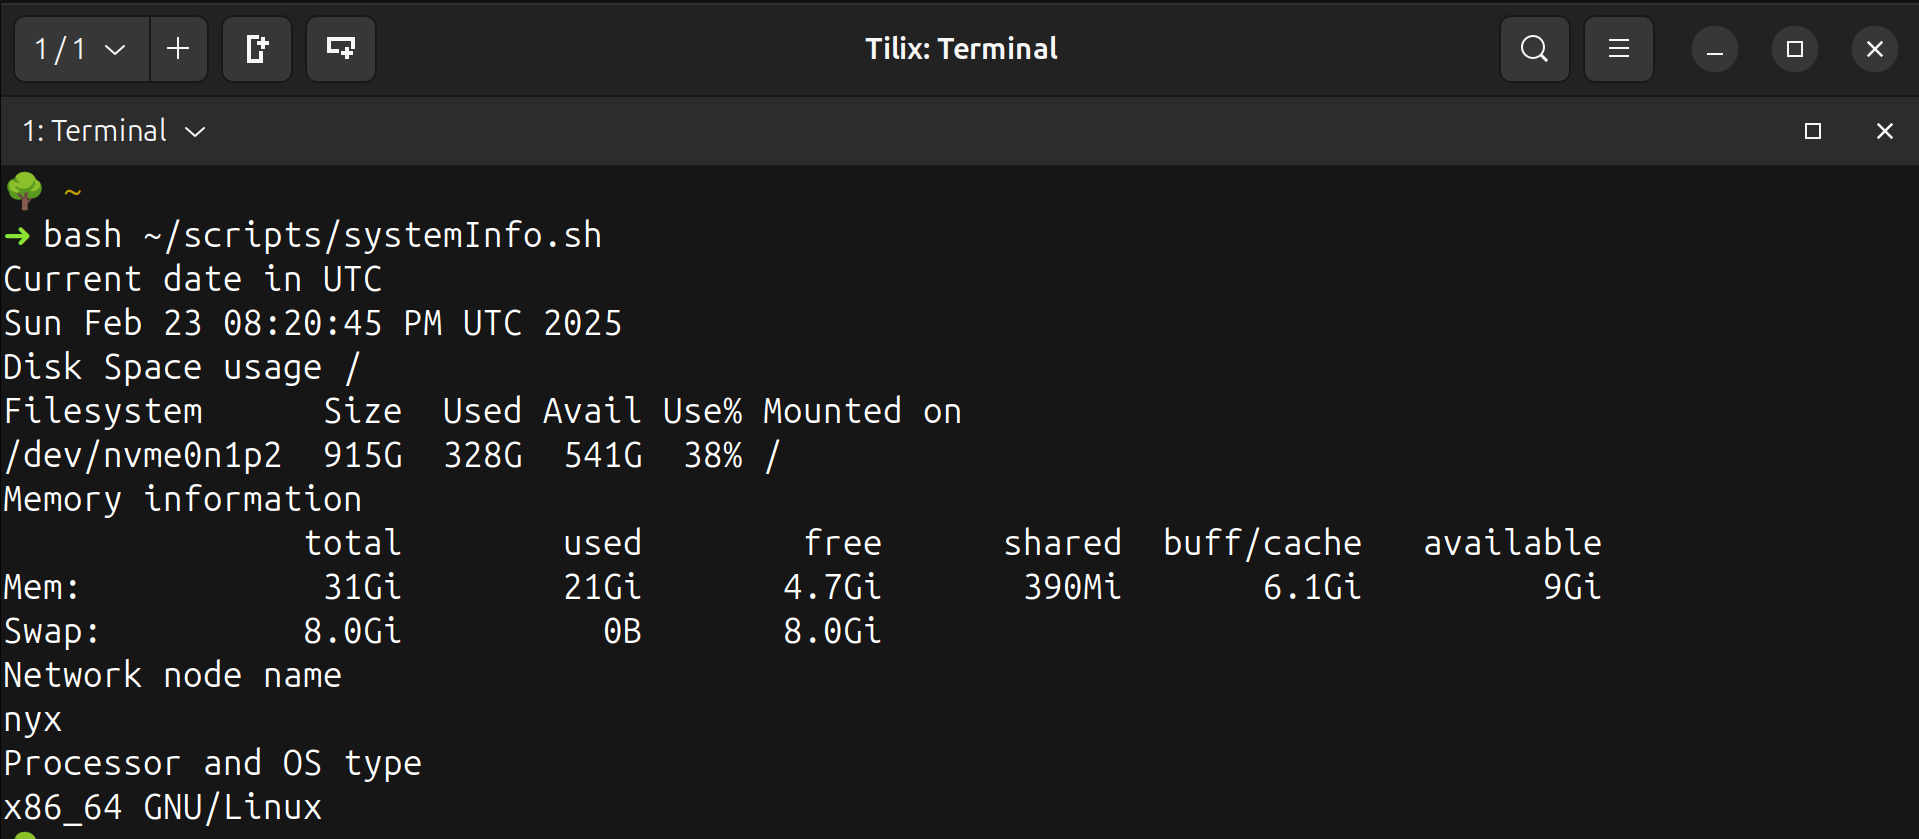 1 / 1
Tilix: Terminal
1: Terminal
~
➜ bash ~/scripts/systemInfo.sh
Current date in UTC
Sun Feb 23 08:20:45 PM UTC 2025
Disk Space usage /
Filesystem      Size  Used Avail Use% Mounted on
/dev/nvme0n1p2  915G  328G  541G  38% /
Memory information
               total        used        free      shared  buff/cache   available
Mem:            31Gi        21Gi       4.7Gi       390Mi       6.1Gi         9Gi
Swap:          8.0Gi          0B       8.0Gi
Network node name
nyx
Processor and OS type
x86_64 GNU/Linux